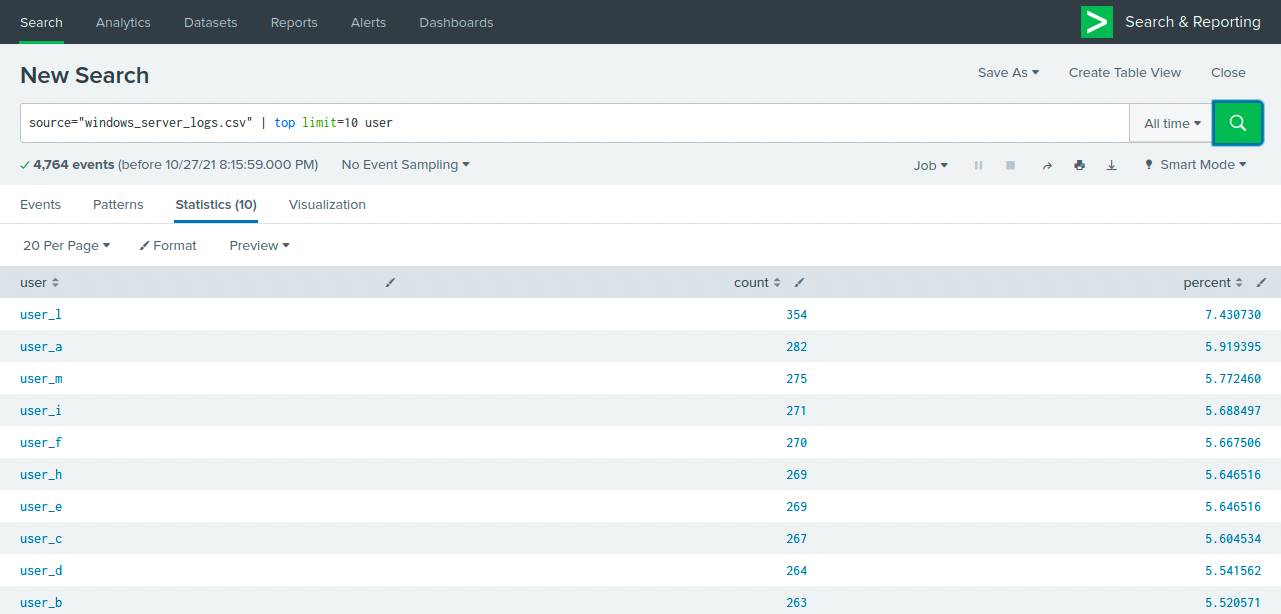 Search Analytics Datasets Reports Alerts Dashboards > Search & Reporting
New Search Save As Create Table View Close
source="windows_server_logs.csv" | top limit=10 user All time
✓ 4,764 events (before 10/27/21 8:15:59.000 PM) No Event Sampling Job Smart Mode
Events Patterns Statistics (10) Visualization
20 Per Page Format Preview
user count percent
user_l 354 7.430730
user_a 282 5.919395
user_m 275 5.772460
user_i 271 5.688497
user_f 270 5.667506
user_h 269 5.646516
user_e 269 5.646516
user_c 267 5.604534
user_d 264 5.541562
user_b 263 5.520571